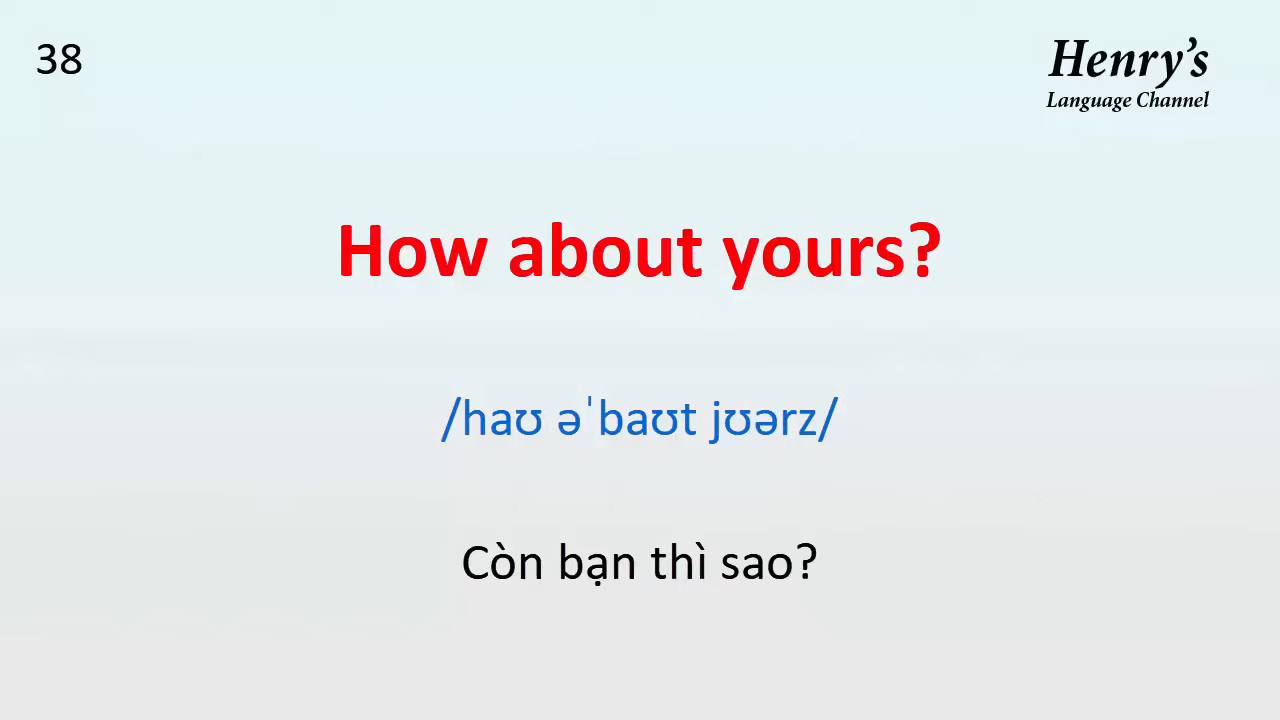 38
Henry's
Language Channel
How about yours?
/haʊ əˈbaʊt jʊərz/
Còn bạn thì sao?